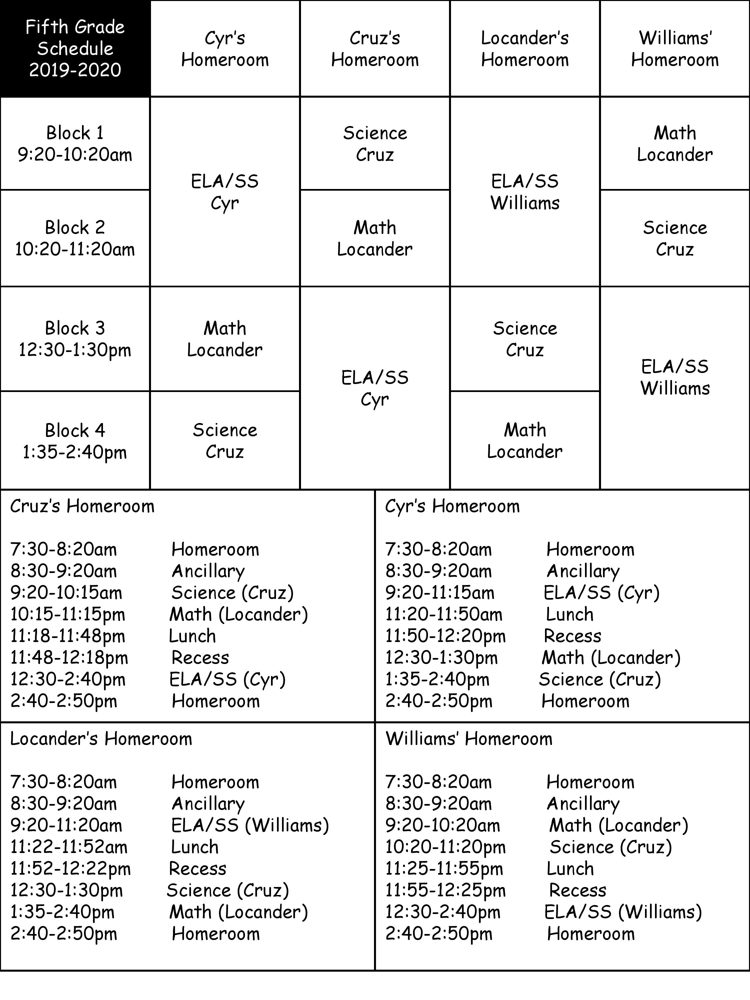 Fifth Grade
Schedule
2019-2020
Cyr's
Homeroom
Cruz's
Homeroom
Locander's
Homeroom
Williams'
Homeroom
Block 1
9:20-10:20am
ELA/SS
Cyr
Science
Cruz
ELA/SS
Williams
Math
Locander
Block 2
10:20-11:20am
Math
Locander
Science
Cruz
Block 3
12:30-1:30pm
Math
Locander
ELA/SS
Cyr
Science
Cruz
ELA/SS
Williams
Block 4
1:35-2:40pm
Science
Cruz
Math
Locander
Cruz's Homeroom
7:30-8:20am Homeroom
8:30-9:20am Ancillary
9:20-10:15am Science (Cruz)
10:15-11:15pm Math (Locander)
11:18-11:48pm Lunch
11:48-12:18pm Recess
12:30-2:40pm ELA/SS (Cyr)
2:40-2:50pm Homeroom
Cyr's Homeroom
7:30-8:20am Homeroom
8:30-9:20am Ancillary
9:20-11:15am ELA/SS (Cyr)
11:20-11:50am Lunch
11:50-12:20pm Recess
12:30-1:30pm Math (Locander)
1:35-2:40pm Science (Cruz)
2:40-2:50pm Homeroom
Locander's Homeroom
7:30-8:20am Homeroom
8:30-9:20am Ancillary
9:20-11:20am ELA/SS (Williams)
11:22-11:52am Lunch
11:52-12:22pm Recess
12:30-1:30pm Science (Cruz)
1:35-2:40pm Math (Locander)
2:40-2:50pm Homeroom
Williams' Homeroom
7:30-8:20am Homeroom
8:30-9:20am Ancillary
9:20-10:20am Math (Locander)
10:20-11:20pm Science (Cruz)
11:25-11:55pm Lunch
11:55-12:25pm Recess
12:30-2:40pm ELA/SS (Williams)
2:40-2:50pm Homeroom